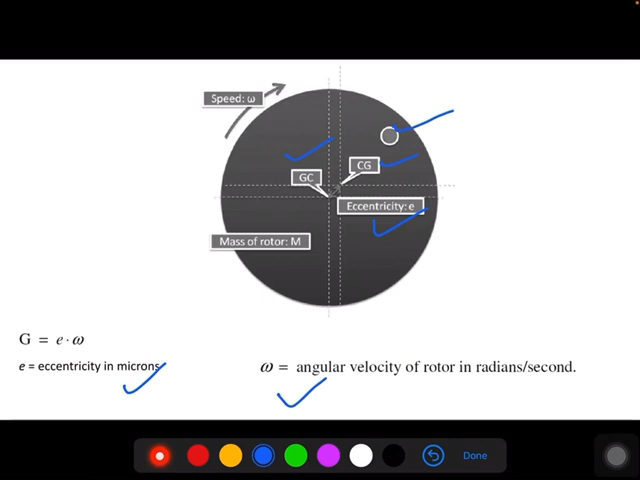 Speed: ω
CG
GC
Eccentricity: e
Mass of rotor: M
G = e · ω
e = eccentricity in microns
ω = angular velocity of rotor in radians/second.
Done